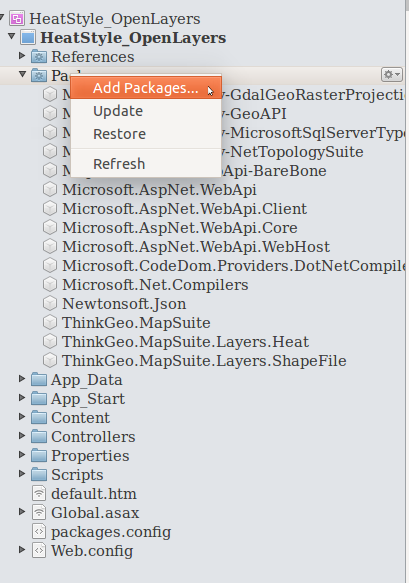 HeatStyle_OpenLayers
HeatStyle_OpenLayers
References
Add Packages...
y-GdalGeoRasterProjectio
Update
y-GeoAPI
Restore
y-MicrosoftSqlServerType
y-NetTopologySuite
Refresh
Api-BareBone
Microsoft.AspNet.WebApi
Microsoft.AspNet.WebApi.Client
Microsoft.AspNet.WebApi.Core
Microsoft.AspNet.WebApi.WebHost
Microsoft.CodeDom.Providers.DotNetCompile
Microsoft.Net.Compilers
Newtonsoft.Json
ThinkGeo.MapSuite
ThinkGeo.MapSuite.Layers.Heat
ThinkGeo.MapSuite.Layers.ShapeFile
App_Data
App_Start
Content
Controllers
Properties
Scripts
default.htm
Global.asax
packages.config
Web.config